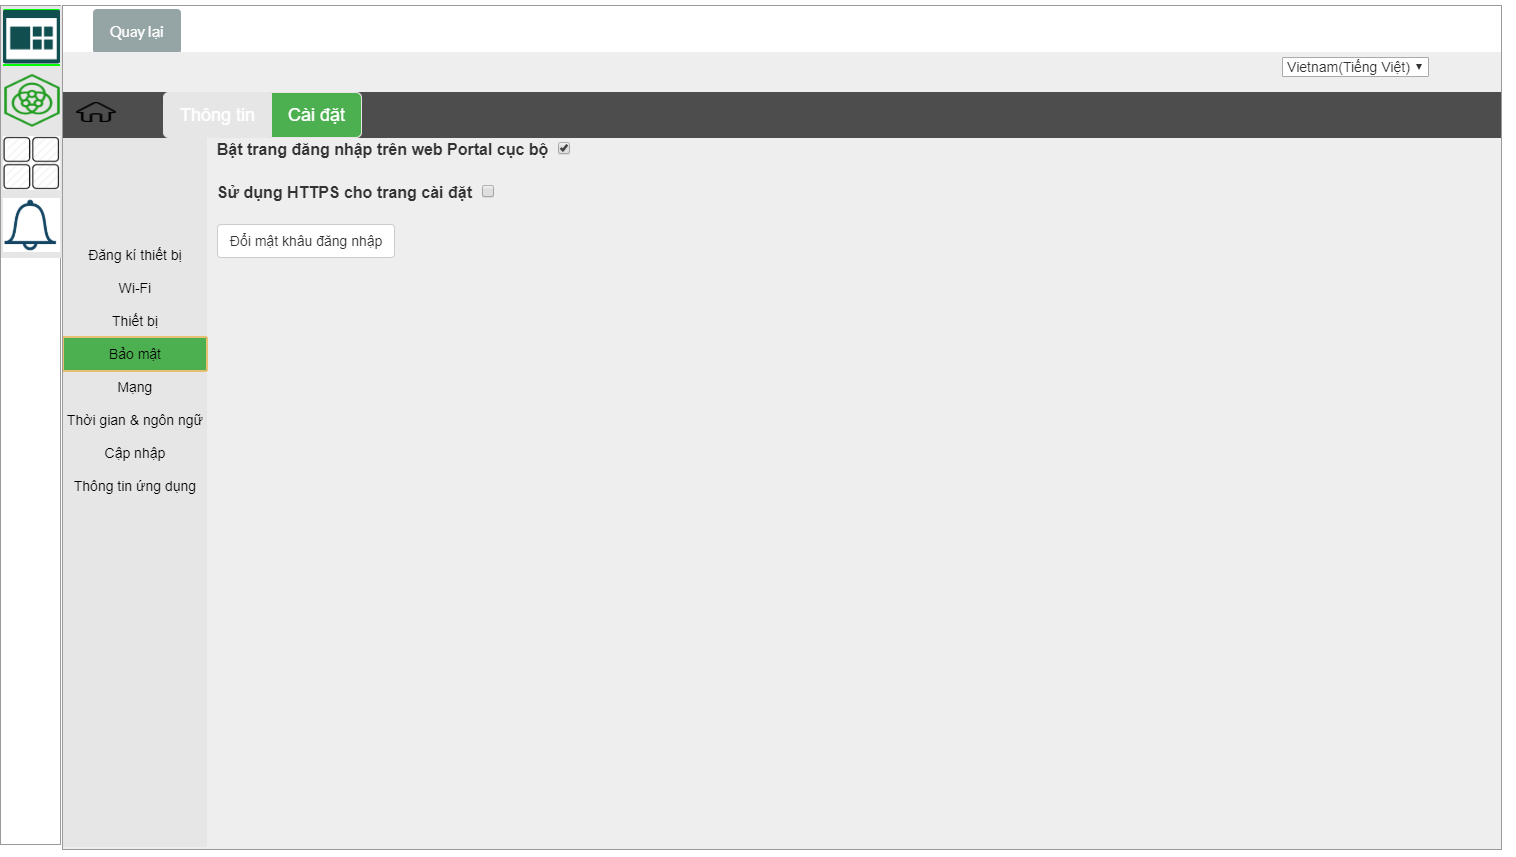 Quay lại
Vietnam(Tiếng Việt)
Thông tin
Cài đặt
Bật trang đăng nhập trên web Portal cục bộ
Sử dụng HTTPS cho trang cài đặt
Đổi mật khâu đăng nhập
Đăng kí thiết bị
Wi-Fi
Thiết bị
Bảo mật
Mạng
Thời gian & ngôn ngữ
Cập nhập
Thông tin ứng dụng